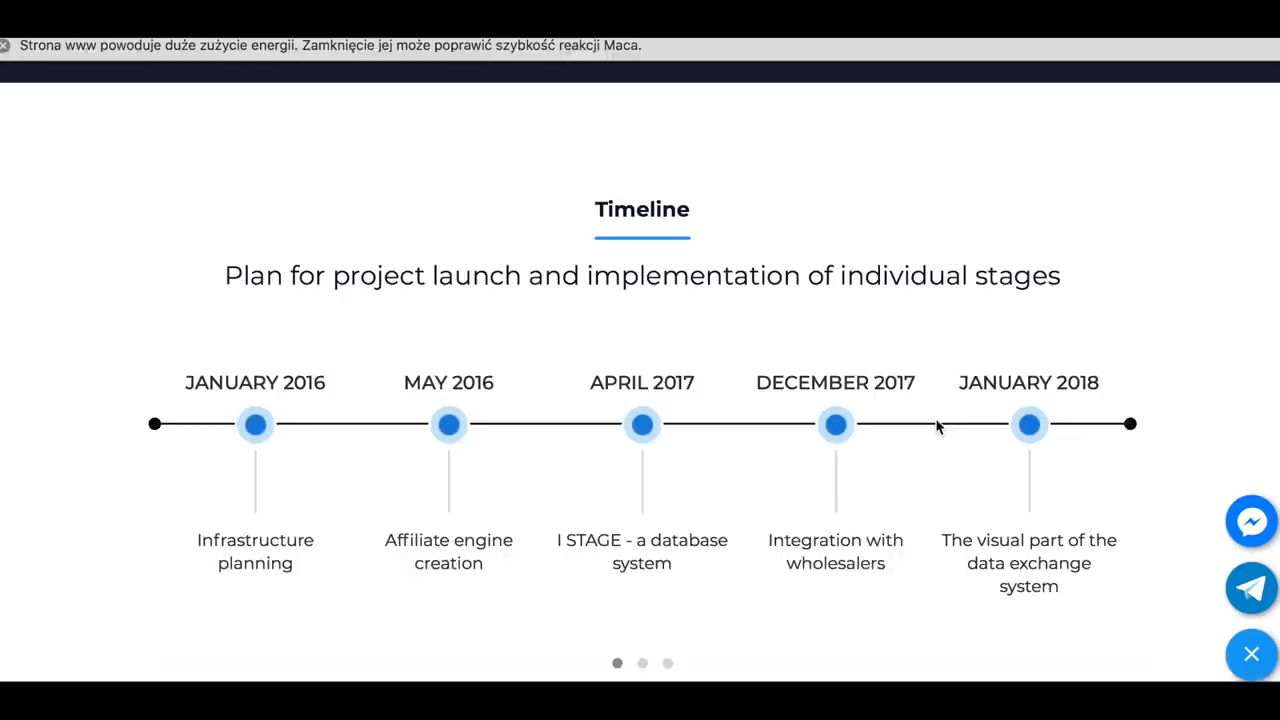 Strona www powoduje duże zużycie energii. Zamknięcie jej może poprawić szybkość reakcji Maca.
Timeline
Plan for project launch and implementation of individual stages
JANUARY 2016
MAY 2016
APRIL 2017
DECEMBER 2017
JANUARY 2018
Infrastructure
planning
Affiliate engine
creation
I STAGE - a database
system
Integration with
wholesalers
The visual part of the
data exchange
system